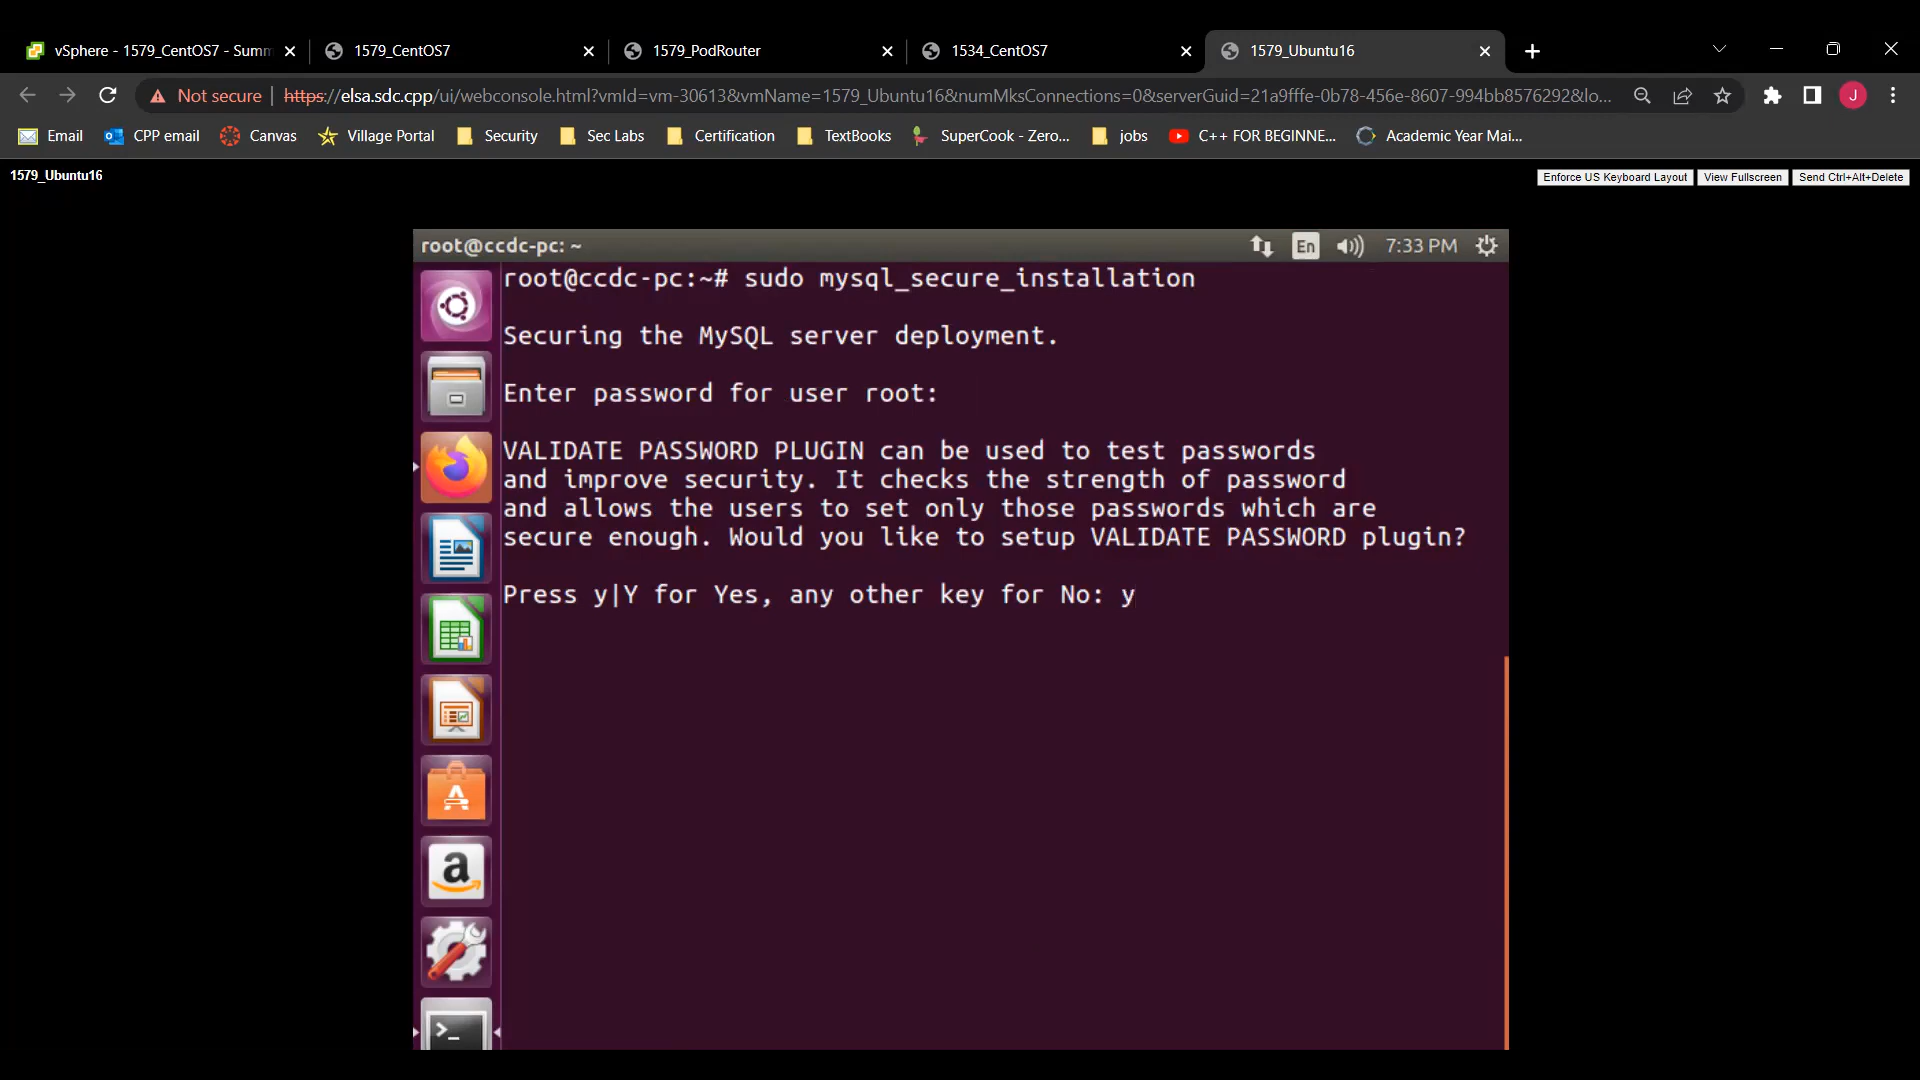 vSphere - 1579_CentOS7 - Summ
1579_CentOS7
1579_PodRouter
1534_CentOS7
1579_Ubuntu16
Not secure
https://elsa.sdc.cpp/ui/webconsole.html?vmId=vm-30613&vmName=1579_Ubuntu16&numMksConnections=0&serverGuid=21a9fffe-0b78-456e-8607-994bb8576292&lo...
J
Email
CPP email
Canvas
Village Portal
Security
Sec Labs
Certification
TextBooks
SuperCook - Zero...
jobs
C++ FOR BEGINNE...
Academic Year Mai...
1579_Ubuntu16
Enforce US Keyboard Layout
View Fullscreen
Send Ctrl+Alt+Delete
root@ccdc-pc: ~
En
7:33 PM
root@ccdc-pc:~# sudo mysql_secure_installation
Securing the MySQL server deployment.
Enter password for user root:
VALIDATE PASSWORD PLUGIN can be used to test passwords
and improve security. It checks the strength of password
and allows the users to set only those passwords which are
secure enough. Would you like to setup VALIDATE PASSWORD plugin?
Press y|Y for Yes, any other key for No: y